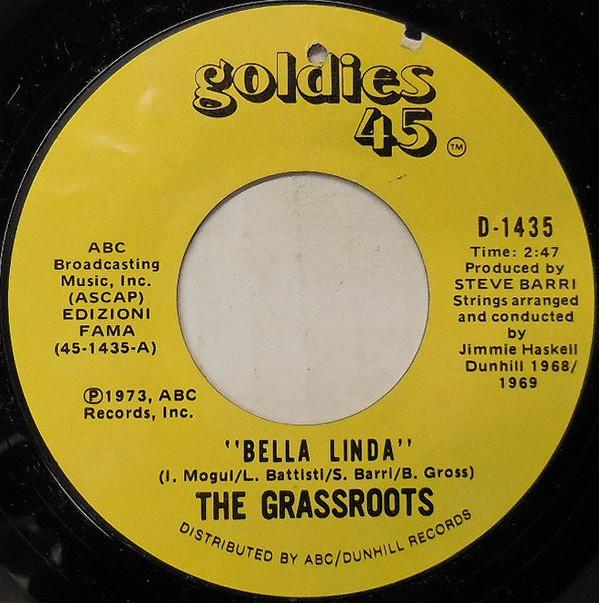 goldies
45 ™
ABC
Broadcasting
Music, Inc.
(ASCAP)
EDIZIONI
FAMA
(45-1435-A)
℗1973, ABC
Records, Inc.
D-1435
Time: 2:47
Produced by
STEVE BARRI
Strings arranged
and conducted
by
Jimmie Haskell
Dunhill 1968/
1969
"BELLA LINDA"
(I. Mogul/L. Battisti/S. Barri/B. Gross)
THE GRASSROOTS
DISTRIBUTED BY ABC/DUNHILL RECORDS